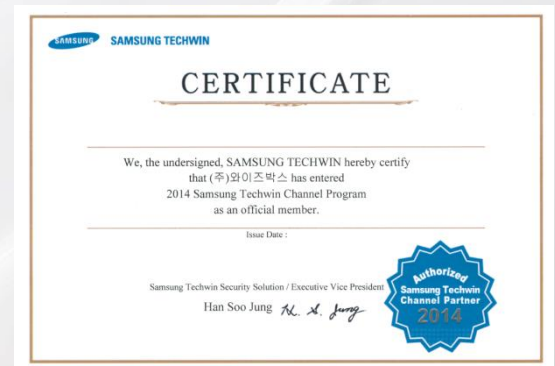 SAMSUNG SAMSUNG TECHWIN
CERTIFICATE
We, the undersigned, SAMSUNG TECHWIN hereby certify
that (주)와이즈박스 has entered
2014 Samsung Techwin Channel Program
as an official member.
Issue Date :
Samsung Techwin Security Solution / Executive Vice President
Han Soo Jung H. S. Jung
Authorized
Samsung Techwin
Channel Partner
2014